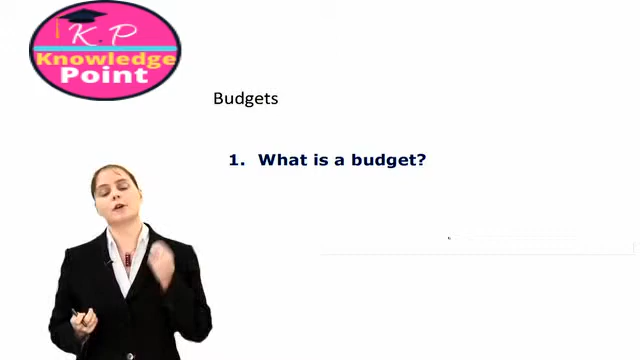 K.P
Knowledge
Point
Budgets
1. What is a budget?